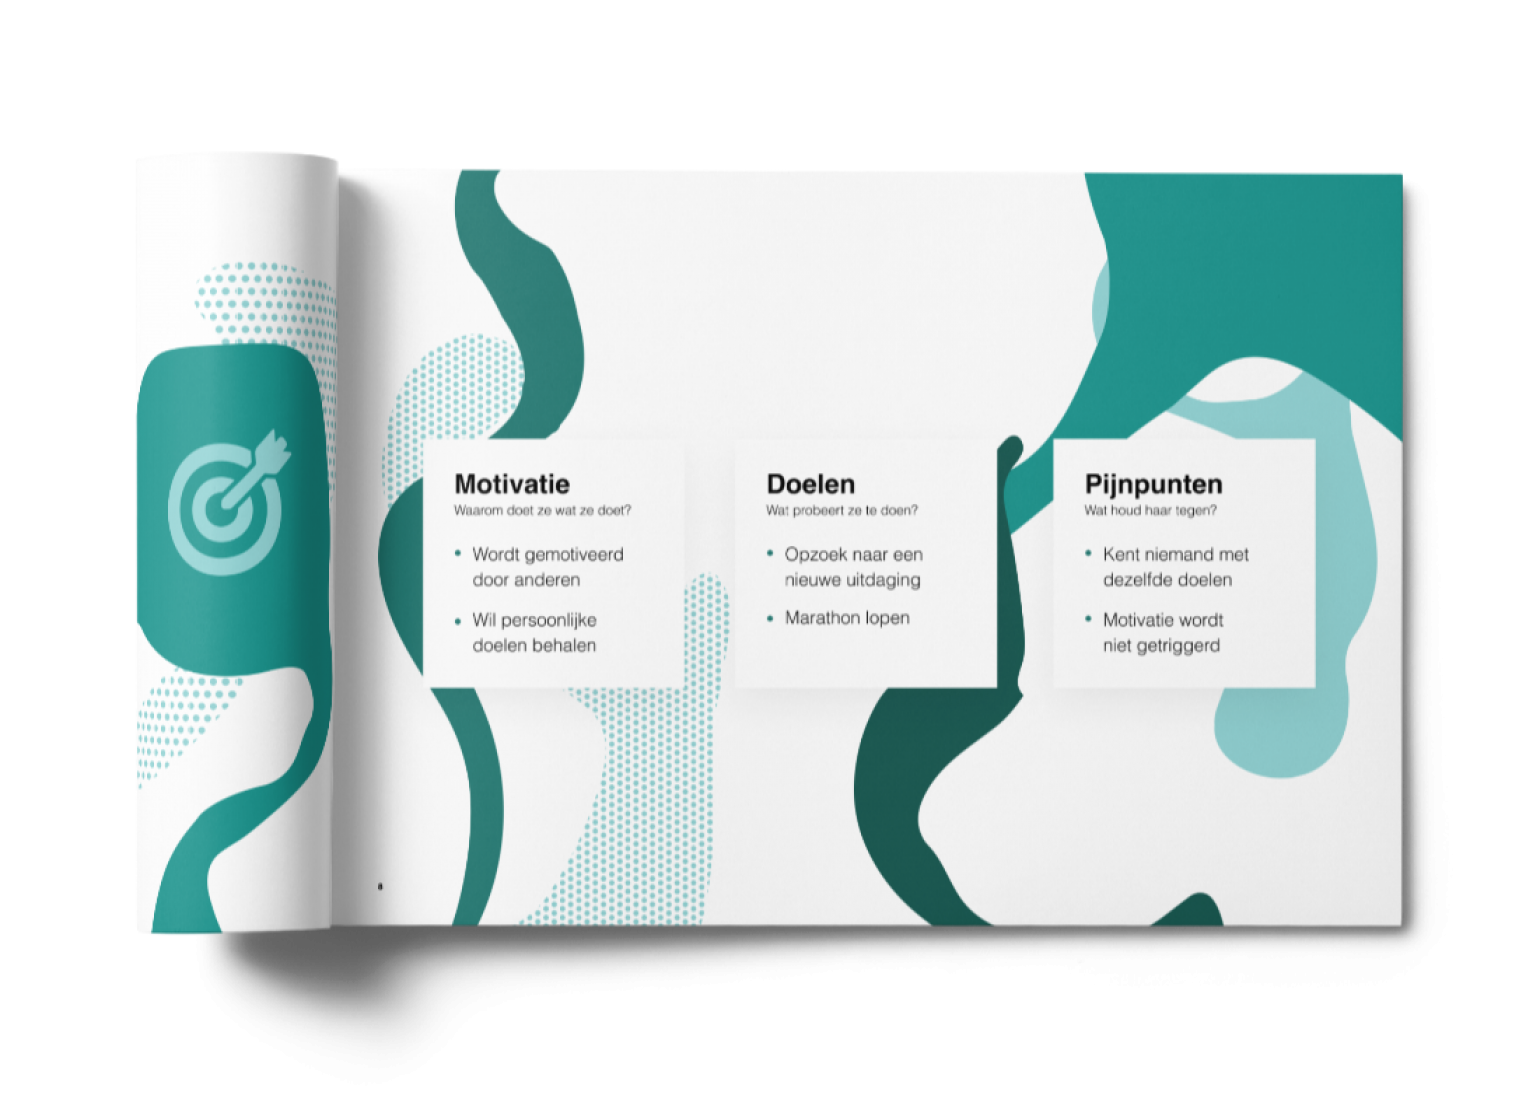 Motivatie
Waarom doet ze wat ze doet?
Wordt gemotiveerd
door anderen
Wil persoonlijke
doelen behalen
Doelen
Wat probeert ze te doen?
Opzoek naar een
nieuwe uitdaging
Marathon lopen
Pijnpunten
Wat houd haar tegen?
Kent niemand met
dezelfde doelen
Motivatie wordt
niet getriggerd